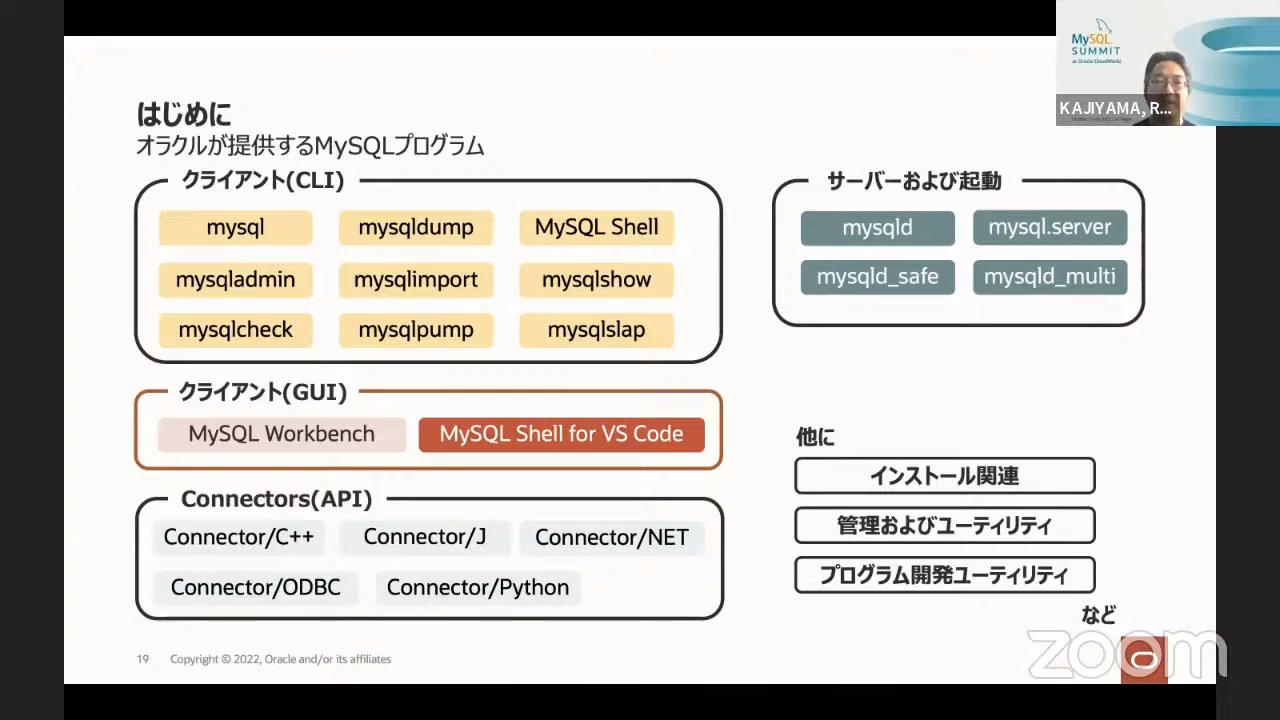 はじめに
オラクルが提供するMySQLプログラム
クライアント(CLI)
mysql
mysqldump
MySQL Shell
mysqladmin
mysqlimport
mysqlshow
mysqlcheck
mysqlpump
mysqlslap
クライアント(GUI)
MySQL Workbench
MySQL Shell for VS Code
Connectors(API)
Connector/C++
Connector/J
Connector/NET
Connector/ODBC
Connector/Python
サーバーおよび起動
mysqld
mysql.server
mysqld_safe
mysqld_multi
他に
インストール関連
管理およびユーティリティ
プログラム開発ユーティリティ
など
19 Copyright © 2022, Oracle and/or its affiliates
zoom
MySQL
SUMMIT
at Oracle CloudWorld
KAJIYAMA, R...